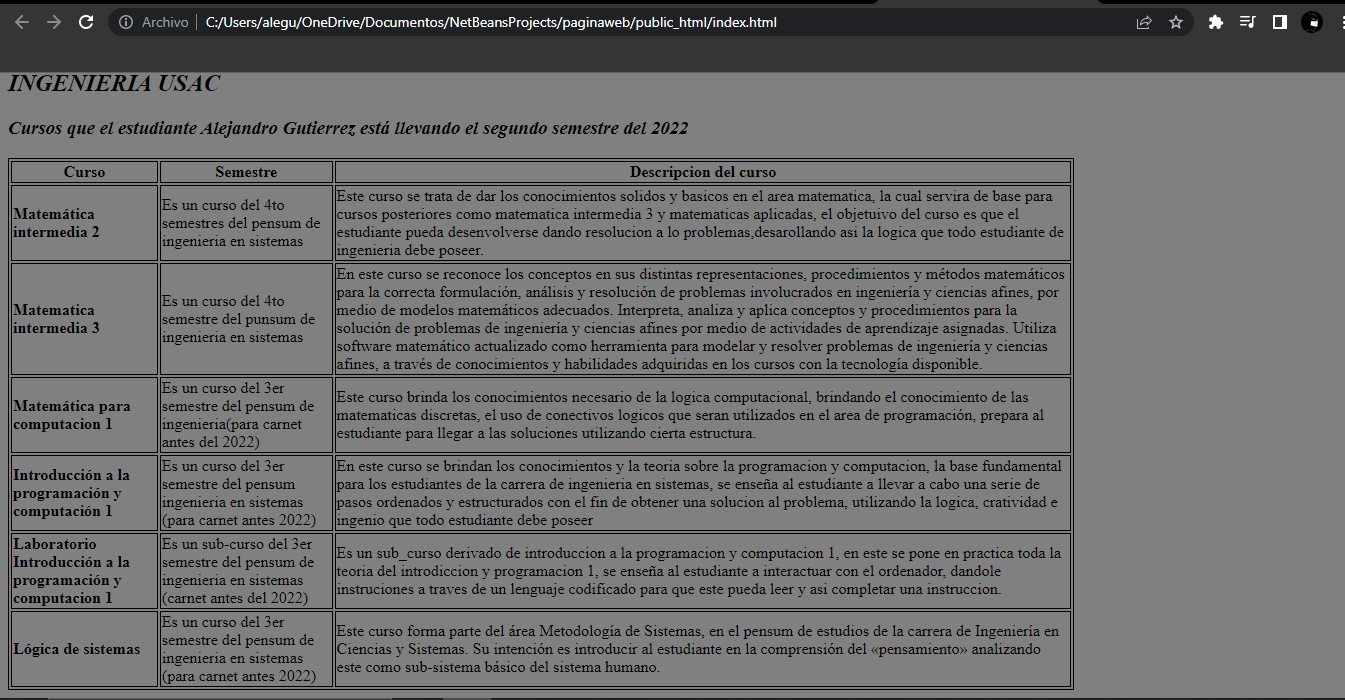 Archivo | C:/Users/alegu/OneDrive/Documentos/NetBeansProjects/paginaweb/public_html/index.html
INGENIERIA USAC
Cursos que el estudiante Alejandro Gutierrez está llevando el segundo semestre del 2022
Curso
Semestre
Descripcion del curso
Matemática
intermedia 2
Es un curso del 4to
semestres del pensum de
ingenieria en sistemas
Este curso se trata de dar los conocimientos solidos y basicos en el area matematica, la cual servira de base para
cursos posteriores como matematica intermedia 3 y matematicas aplicadas, el objetuivo del curso es que el
estudiante pueda desenvolverse dando resolucion a lo problemas,desarollando asi la logica que todo estudiante de
ingenieria debe poseer.
Matematica
intermedia 3
Es un curso del 4to
semestre del punsum de
ingenieria en sistemas
En este curso se reconoce los conceptos en sus distintas representaciones, procedimientos y métodos matemáticos
para la correcta formulación, análisis y resolución de problemas involucrados en ingeniería y ciencias afines, por
medio de modelos matemáticos adecuados. Interpreta, analiza y aplica conceptos y procedimientos para la
solución de problemas de ingeniería y ciencias afines por medio de actividades de aprendizaje asignadas. Utiliza
software matemático actualizado como herramienta para modelar y resolver problemas de ingeniería y ciencias
afines, a través de conocimientos y habilidades adquiridas en los cursos con la tecnología disponible.
Matemática para
computacion 1
Es un curso del 3er
semestre del pensum de
ingenieria(para carnet
antes del 2022)
Este curso brinda los conocimientos necesario de la logica computacional, brindando el conocimiento de las
matematicas discretas, el uso de conectivos logicos que seran utilizados en el area de programación, prepara al
estudiante para llegar a las soluciones utilizando cierta estructura.
Introducción a la
programación y
computación 1
Es un curso del 3er
semestre del pensum
ingenieria en sistemas
(para carnet antes 2022)
En este curso se brindan los conocimientos y la teoria sobre la programacion y computacion, la base fundamental
para los estudiantes de la carrera de ingenieria en sistemas, se enseña al estudiante a llevar a cabo una serie de
pasos ordenados y estructurados con el fin de obtener una solucion al problema, utilizando la logica, cratividad e
ingenio que todo estudiante debe poseer
Laboratorio
Introducción a la
programación y
computacion 1
Es un sub-curso del 3er
semestre del pensum de
ingenieria en sistemas
(carnet antes del 2022)
Es un sub_curso derivado de introduccion a la programacion y computacion 1, en este se pone en practica toda la
teoria del introdiccion y programacion 1, se enseña al estudiante a interactuar con el ordenador, dandole
instruciones a traves de un lenguaje codificado para que este pueda leer y asi completar una instruccion.
Lógica de sistemas
Es un curso del 3er
semestre del pensum de
ingenieria en sistemas
(para carnet antes 2022)
Este curso forma parte del área Metodología de Sistemas, en el pensum de estudios de la carrera de Ingeniería en
Ciencias y Sistemas. Su intención es introducir al estudiante en la comprensión del «pensamiento» analizando
este como sub-sistema básico del sistema humano.